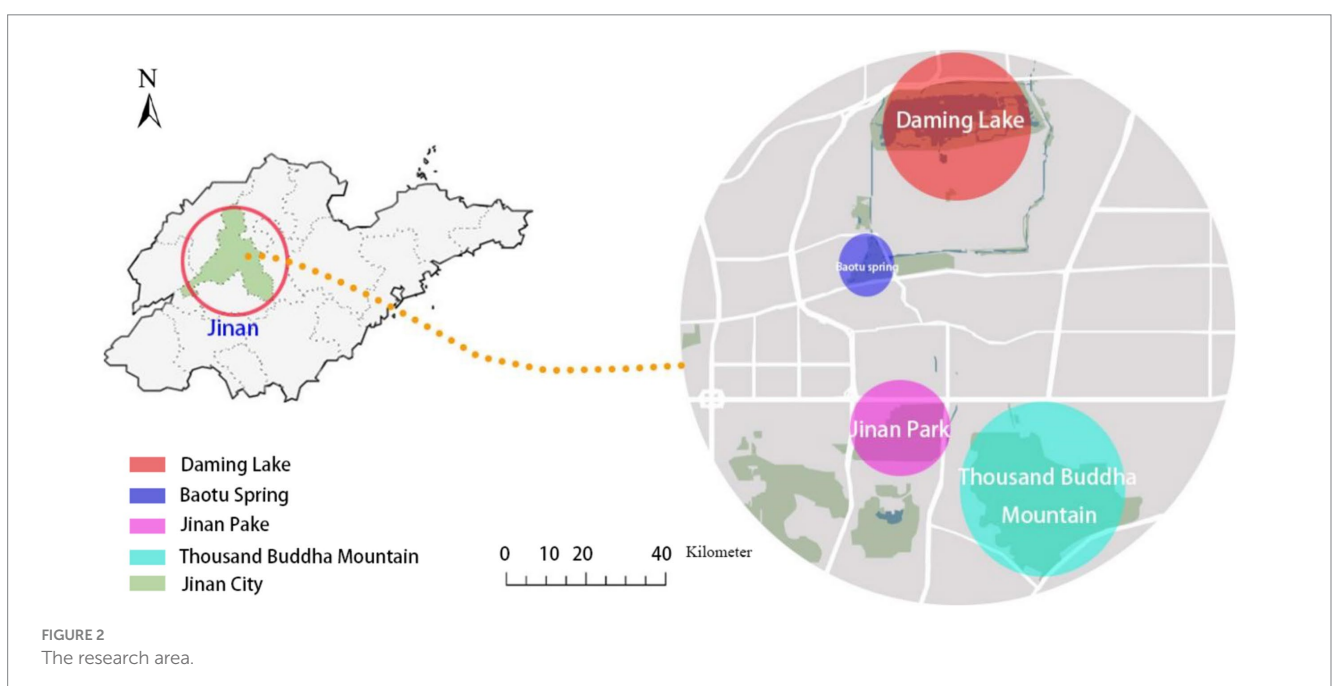 N
Jinan
Daming Lake
Baotu spring
Jinan Park
Thousand Buddha
Mountain
Daming Lake
Baotu Spring
Jinan Pake
Thousand Buddha Mountain
Jinan City
0 10 20 40 Kilometer
FIGURE 2
The research area.